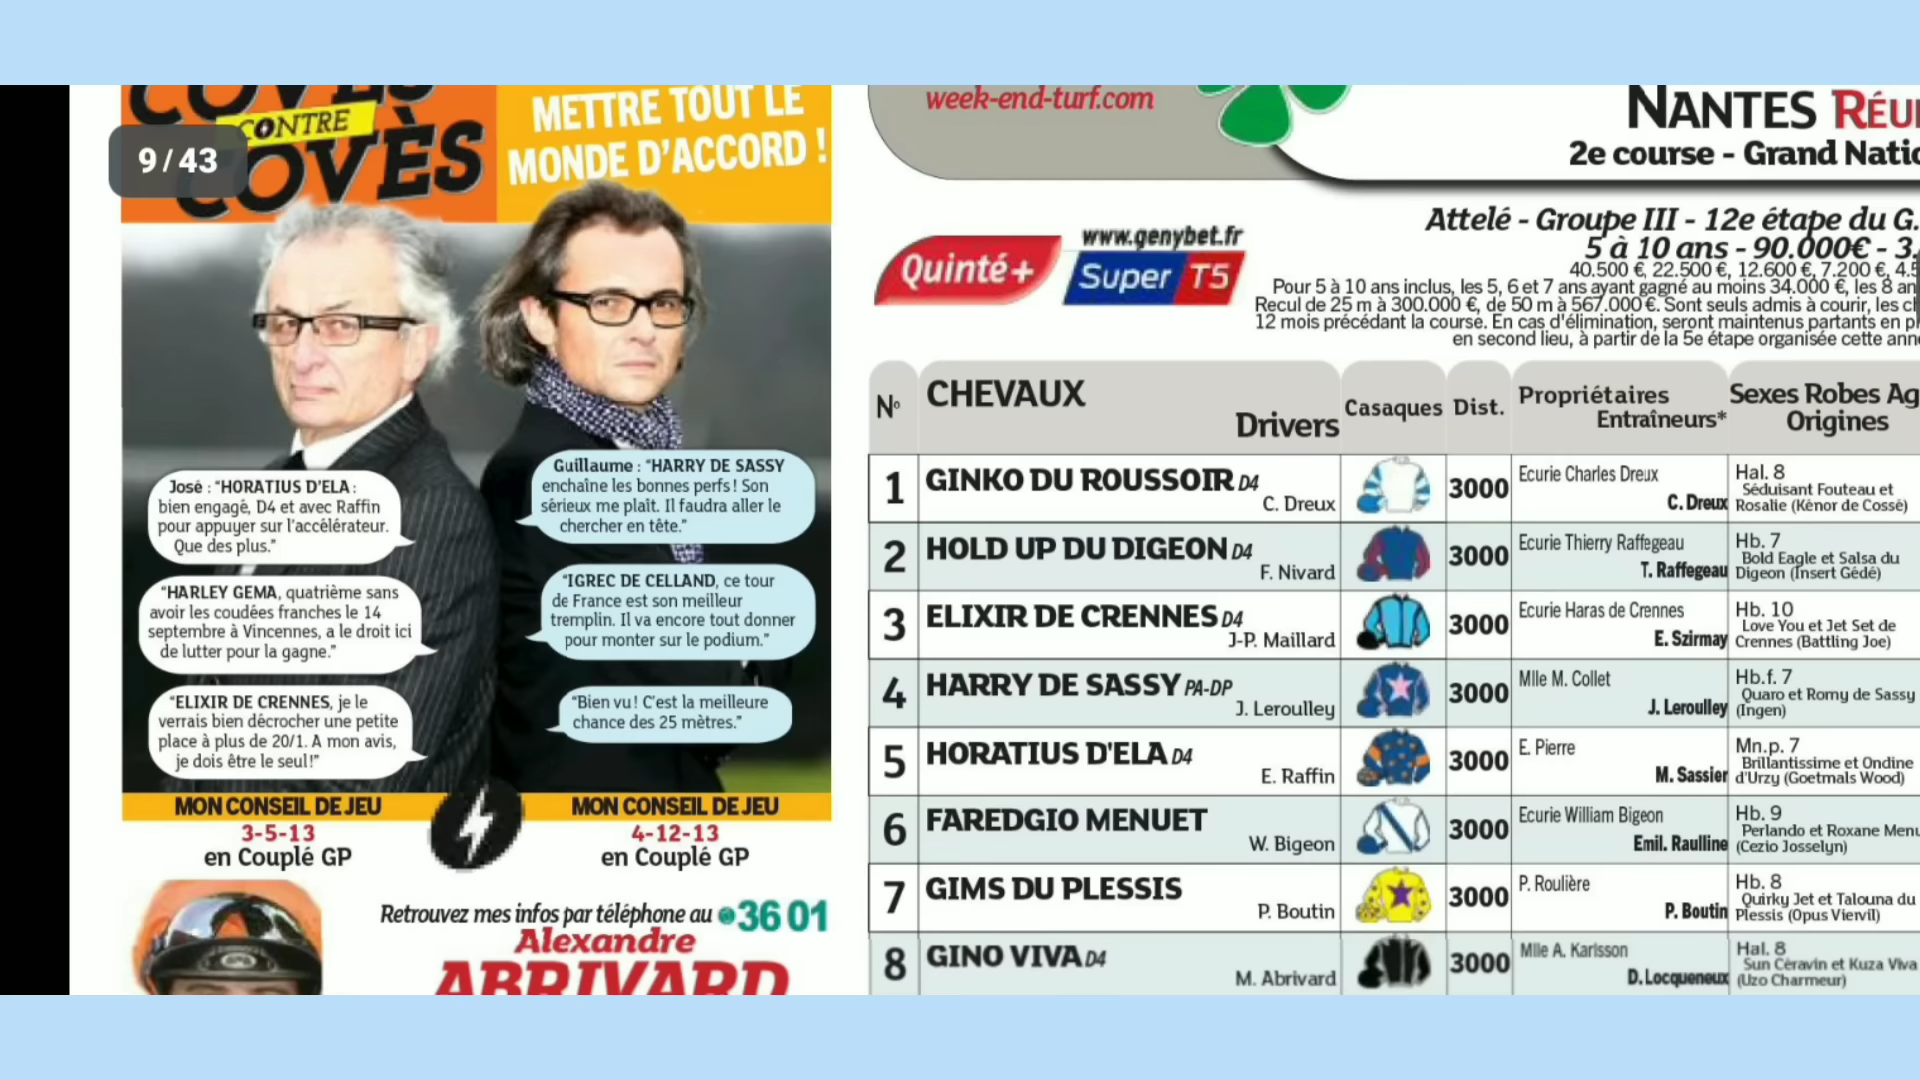 COVÈS
CONTRE
COVÈS
9/43
METTRE TOUT LE
MONDE D'ACCORD !
José : "HORATIUS D'ELA :
bien engagé, D4 et avec Raffin
pour appuyer sur l'accélérateur.
Que des plus."
Guillaume : "HARRY DE SASSY
enchaîne les bonnes perfs ! Son
sérieux me plaît. Il faudra aller le
chercher en tête."
"HARLEY GEMA, quatrième sans
avoir les coudées franches le 14
septembre à Vincennes, a le droit ici
de lutter pour la gagne."
"IGREC DE CELLAND, ce tour
de France est son meilleur
tremplin. Il va encore tout donner
pour monter sur le podium."
"ELIXIR DE CRENNES, je le
verrais bien décrocher une petite
place à plus de 20/1. A mon avis,
je dois être le seul !"
"Bien vu ! C'est la meilleure
chance des 25 mètres."
MON CONSEIL DE JEU
3-5-13
en Couplé GP
MON CONSEIL DE JEU
4-12-13
en Couplé GP
Retrouvez mes infos par téléphone au 36 01
Alexandre
ABRIVARD
week-end-turf.com
NANTES RÉU
2e course - Grand Natio
Quinté+
www.genybet.fr
Super T5
Attelé - Groupe III - 12e étape du G.
5 à 10 ans - 90.000€ - 3.
40.500 €, 22.500 €, 12.600 €, 7.200 €, 4.5
Pour 5 à 10 ans inclus, les 5, 6 et 7 ans ayant gagné au moins 34.000 €, les 8 an
Recul de 25 m à 300.000 €, de 50 m à 567.000 €. Sont seuls admis à courir, les c
12 mois précédant la course. En cas d'élimination, seront maintenus partants en p
en second lieu, à partir de la 5e étape organisée cette ann
N° CHEVAUX Drivers Casaques Dist. Propriétaires Entraîneurs* Sexes Robes Ag Origines
1 GINKO DU ROUSSOIR D4 C. Dreux 3000 Ecurie Charles Dreux C. Dreux Hal. 8 Séduisant Fouteau et Rosalie (Kénor de Cossé)
2 HOLD UP DU DIGEON D4 F. Nivard 3000 Ecurie Thierry Raffegeau T. Raffegeau Hb. 7 Bold Eagle et Salsa du Digeon (Insert Gédé)
3 ELIXIR DE CRENNES D4 J-P. Maillard 3000 Ecurie Haras de Crennes E. Szirmay Hb. 10 Love You et Jet Set de Crennes (Battling Joe)
4 HARRY DE SASSY PA-DP J. Leroulley 3000 Mlle M. Collet J. Leroulley Hb.f. 7 Quaro et Romy de Sassy (Ingen)
5 HORATIUS D'ELA D4 E. Raffin 3000 E. Pierre M. Sassier Mn.p. 7 Brillantissime et Ondine d'Urzy (Goetmals Wood)
6 FAREDGIO MENUET W. Bigeon 3000 Ecurie William Bigeon Emil. Raulline Hb. 9 Perlando et Roxane Menu (Cezio Josselyn)
7 GIMS DU PLESSIS P. Boutin 3000 P. Roulière P. Boutin Hb. 8 Quirky Jet et Talouna du Plessis (Opus Viervil)
8 GINO VIVA D4 M. Abrivard 3000 Mlle A. Karlsson D. Locqueneux Hal. 8 Sun Céravin et Kuza Viva (Uzo Charmeur)